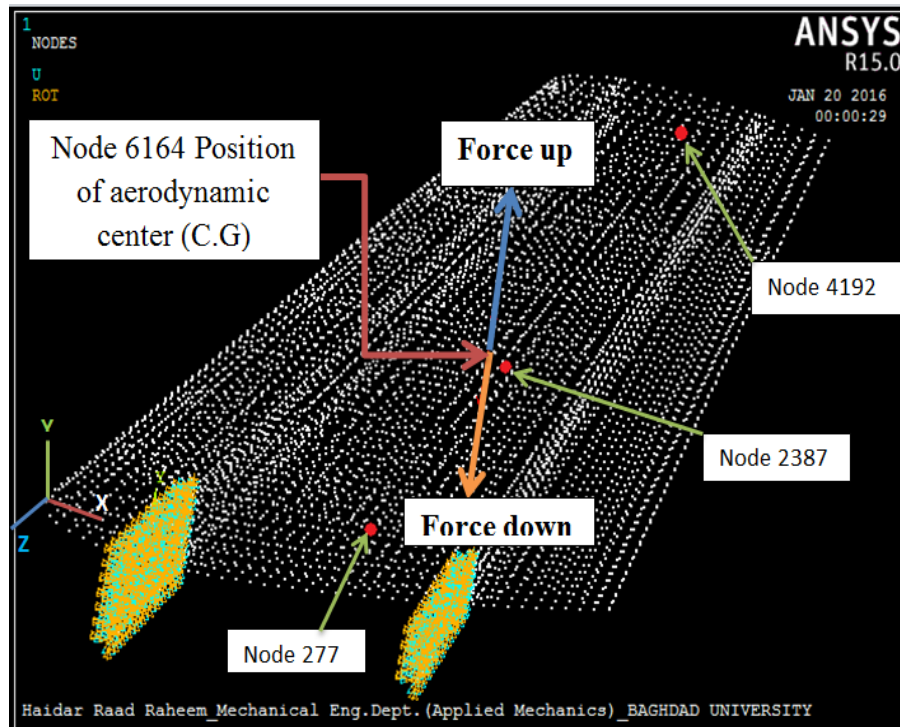 1
NODES
U
ROT
ANSYS
R15.0
JAN 20 2016
00:00:29
Node 6164 Position
of aerodynamic
center (C.G)
Force up
Node 4192
Node 2387
Force down
Node 277
Y
X
Z
Y
Haidar Raad Raheem_Mechanical Eng.Dept.(Applied Mechanics)_BAGHDAD UNIVERSITY